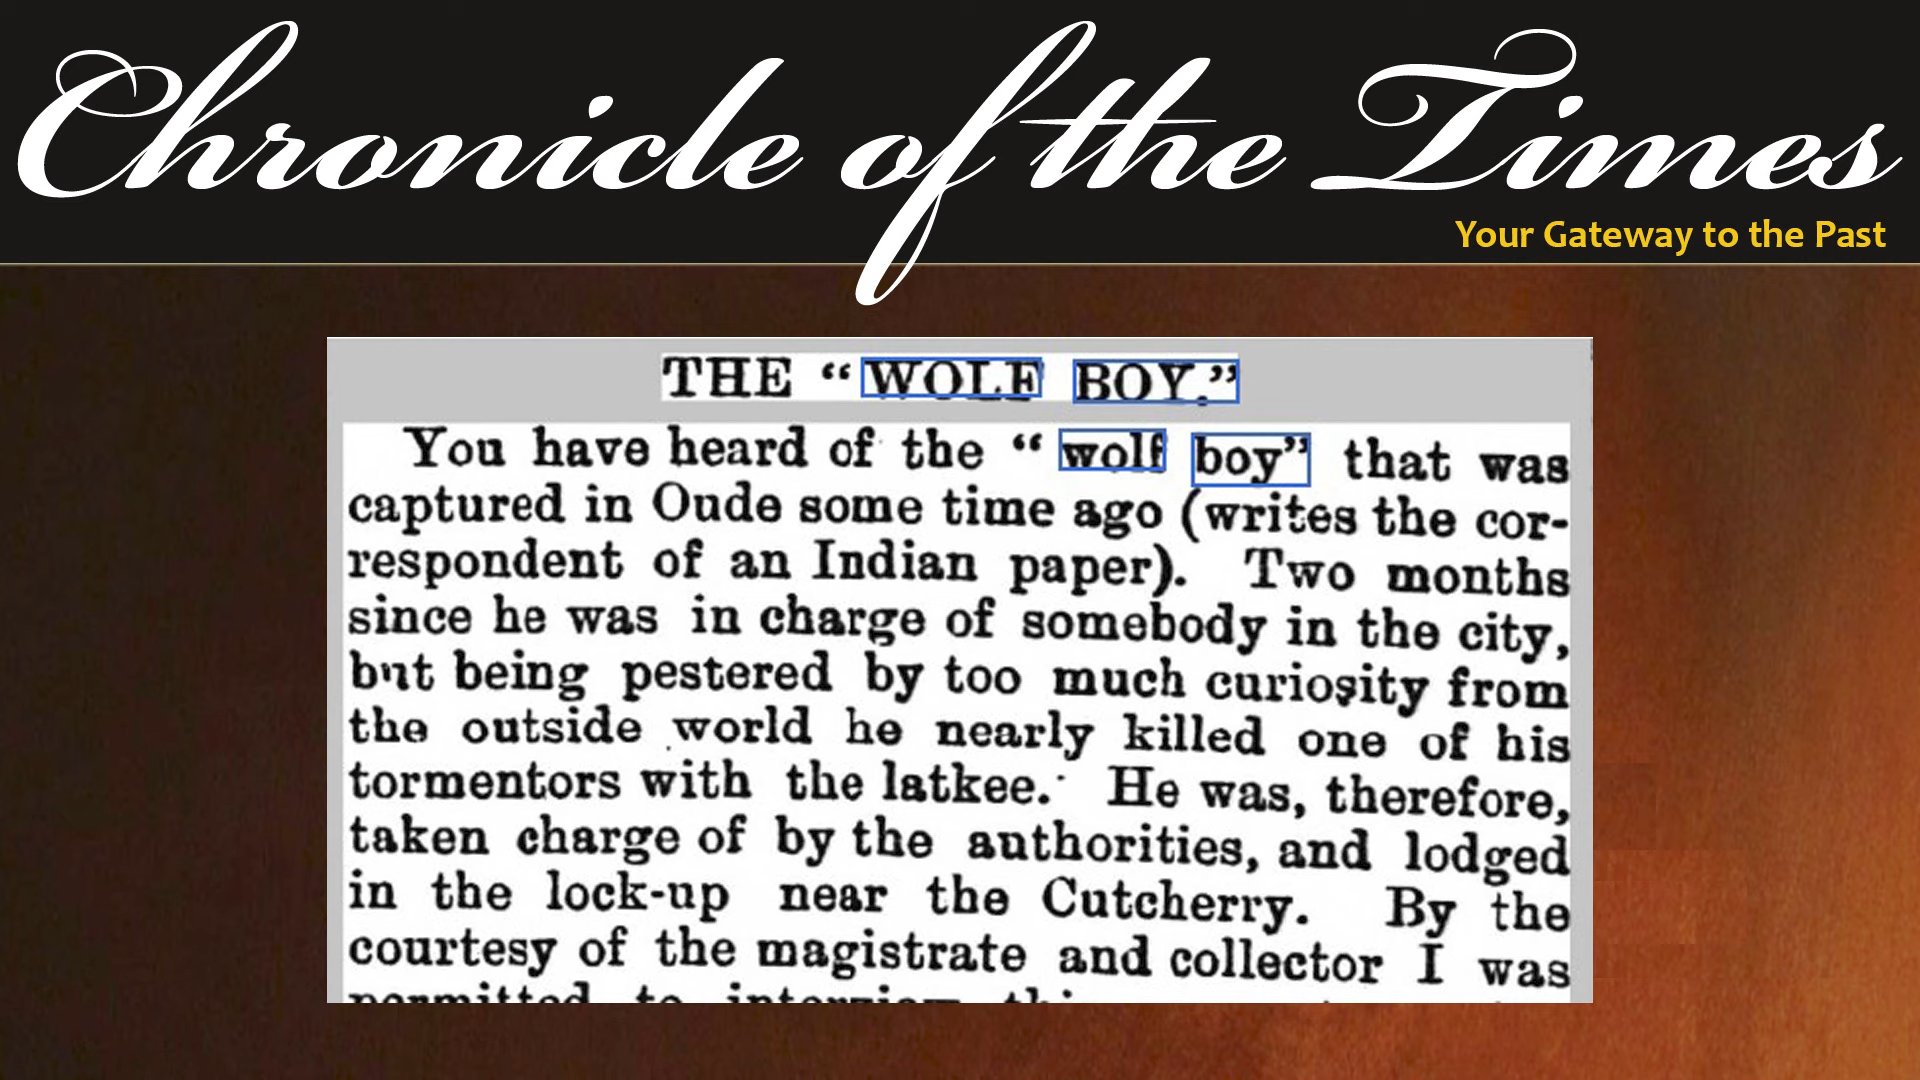 Chronicle of the Times
Your Gateway to the Past
THE “WOLF BOY.”
You have heard of the “wolf boy” that was
captured in Oude some time ago (writes the cor-
respondent of an Indian paper). Two months
since he was in charge of somebody in the city,
but being pestered by too much curiosity from
the outside world he nearly killed one of his
tormentors with the latkee. He was, therefore,
taken charge of by the authorities, and lodged
in the lock-up near the Cutcherry. By the
courtesy of the magistrate and collector I was
permitted to interview